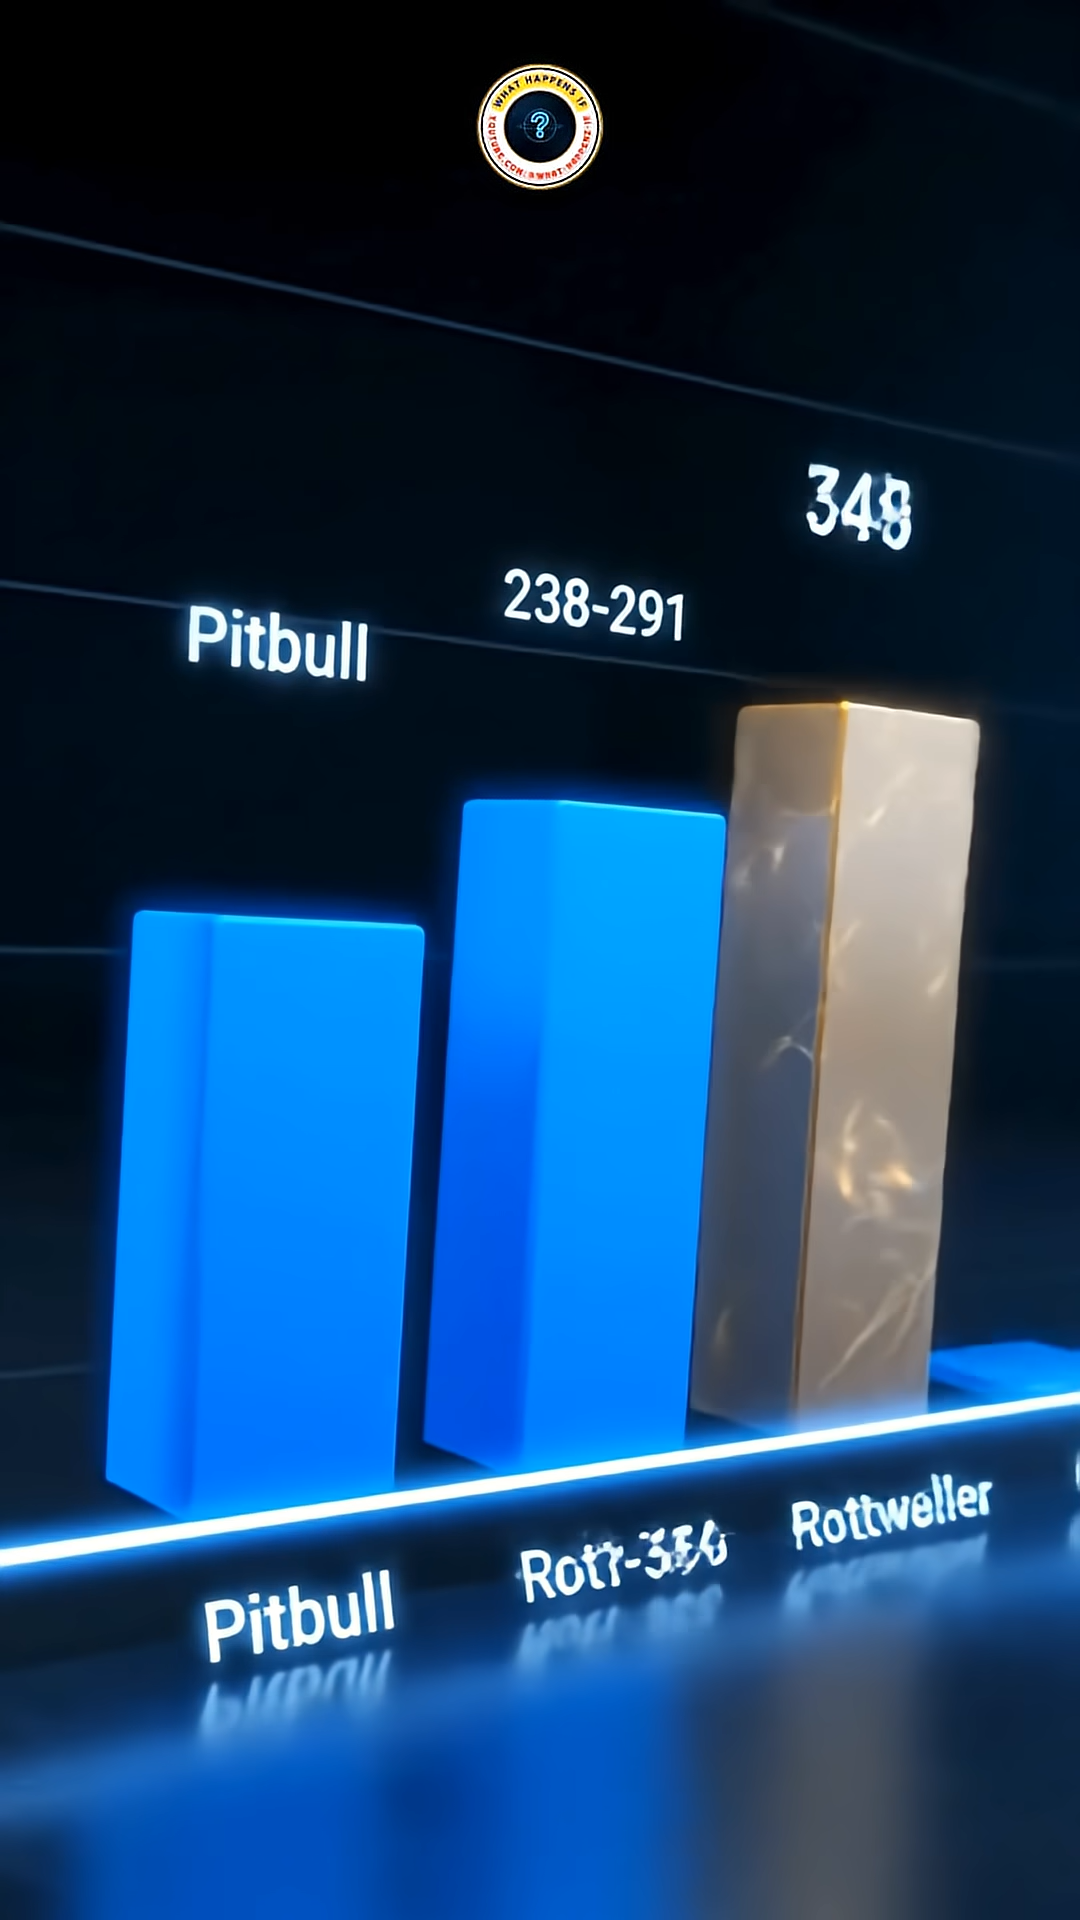 WHAT HAPPENS IF
348
238-291
Pitbull
Rottweller
Pitbull